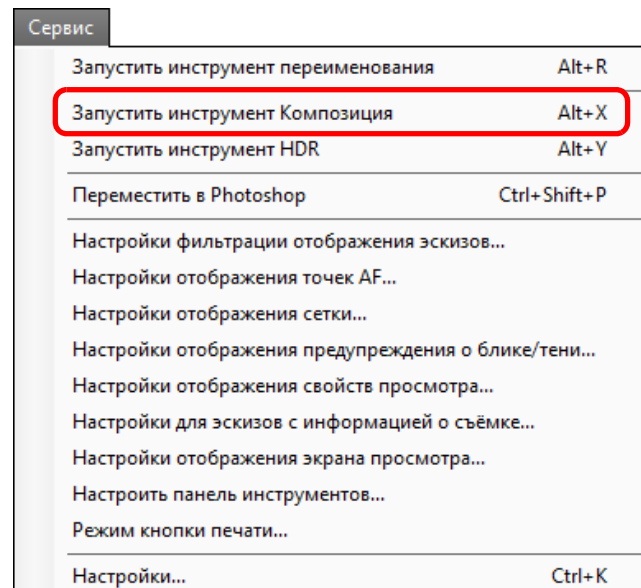 Сервис
Запустить инструмент переименования Alt+R
Запустить инструмент Композиция Alt+X
Запустить инструмент HDR Alt+Y
Переместить в Photoshop Ctrl+Shift+P
Настройки фильтрации отображения эскизов...
Настройки отображения точек AF...
Настройки отображения сетки...
Настройки отображения предупреждения о блике/тени...
Настройки отображения свойств просмотра...
Настройки для эскизов с информацией о съёмке...
Настройки отображения экрана просмотра...
Настроить панель инструментов...
Режим кнопки печати...
Настройки... Ctrl+K